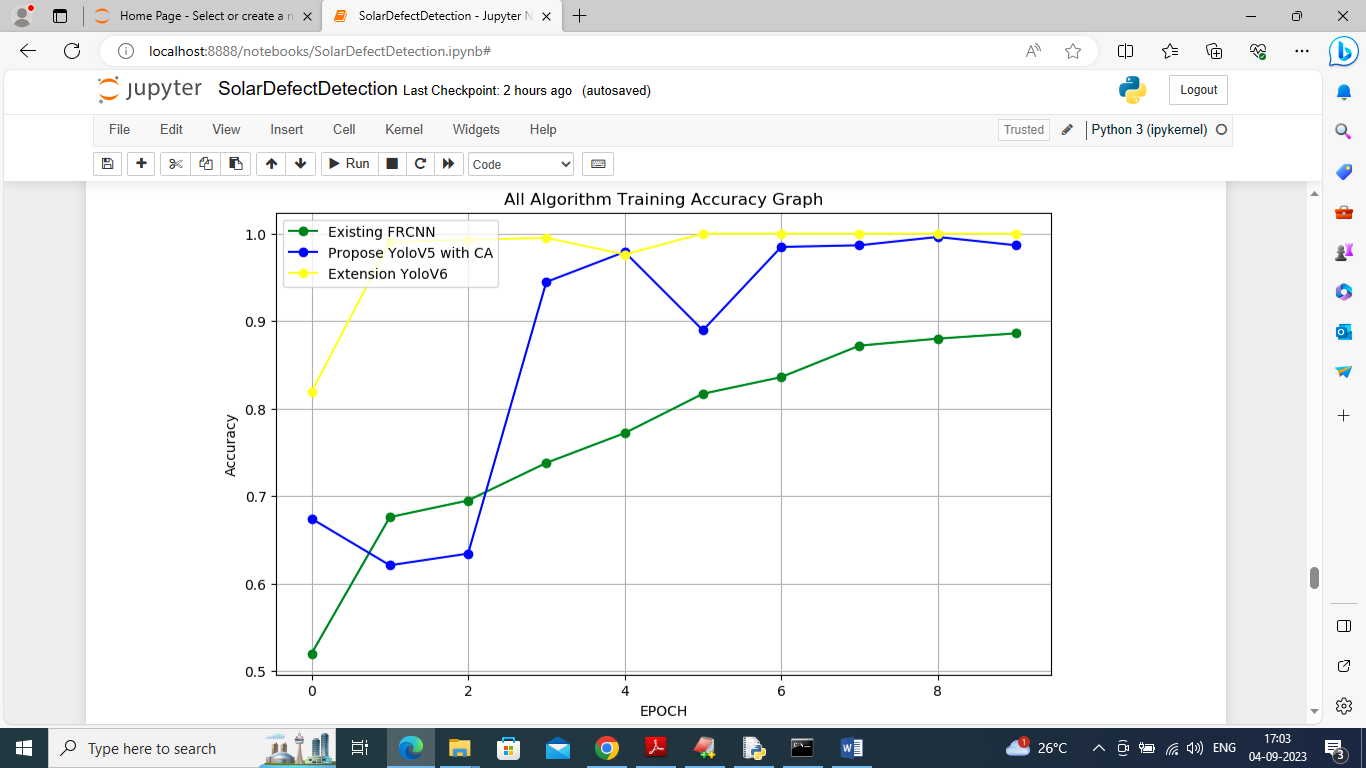 Home Page - Select or create a n
SolarDefectDetection - Jupyter N
localhost:8888/notebooks/SolarDefectDetection.ipynb#
jupyter SolarDefectDetection Last Checkpoint: 2 hours ago (autosaved)
Logout
File Edit View Insert Cell Kernel Widgets Help
Trusted
Python 3 (ipykernel)
Run
Code
All Algorithm Training Accuracy Graph
Existing FRCNN
Propose YoloV5 with CA
Extension YoloV6
1.0
0.9
0.8
0.7
0.6
0.5
Accuracy
0 2 4 6 8
EPOCH
Type here to search
26°C
ENG
17:03
04-09-2023
1
3